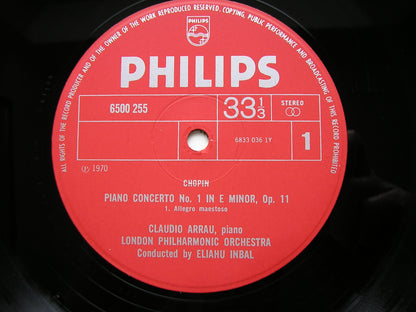 ALL RIGHTS OF THE RECORD PRODUCER AND OF THE OWNER OF THE WORK REPRODUCED RESERVED. COPYING, PUBLIC PERFORMANCE AND BROADCASTING OF THIS RECORD PROHIBITED
PHILIPS
PHILIPS
6500 255
33 1/3
STEREO
6833 036 1Y
1
Ⓟ 1970
CHOPIN
PIANO CONCERTO No. 1 IN E MINOR, Op. 11
1. Allegro maestoso
CLAUDIO ARRAU, piano
LONDON PHILHARMONIC ORCHESTRA
Conducted by ELIAHU INBAL